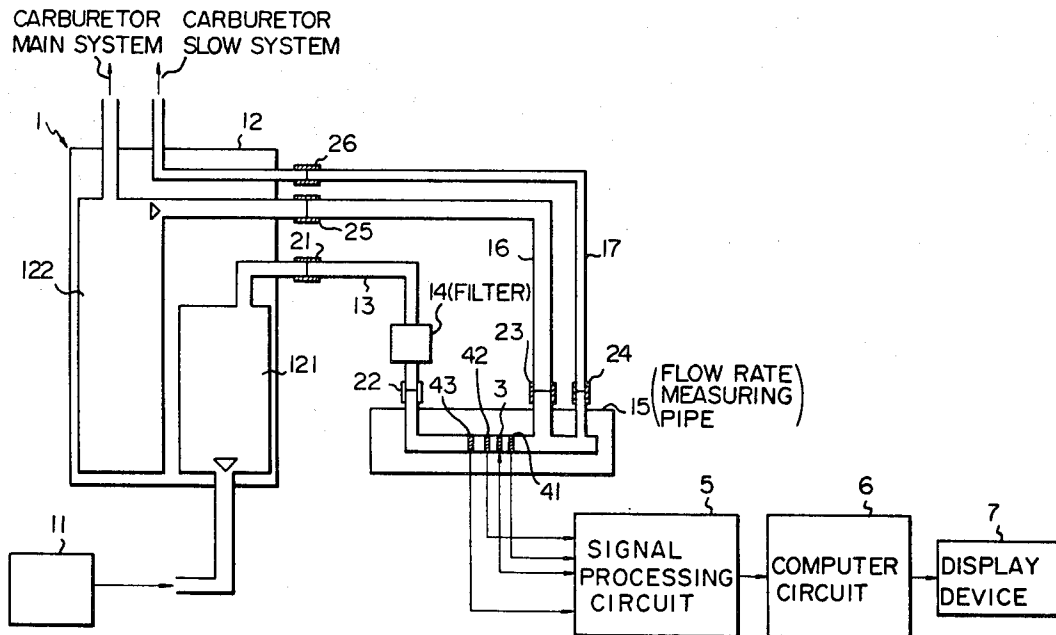 CARBURETOR
MAIN SYSTEM
CARBURETOR
SLOW SYSTEM
1
12
26
25
21
16
17
122
13
14(FILTER)
121
42
3
23
24
22
43
15(FLOW RATE
MEASURING
PIPE)
41
5
6
7
11
SIGNAL
PROCESSING
CIRCUIT
COMPUTER
CIRCUIT
DISPLAY
DEVICE